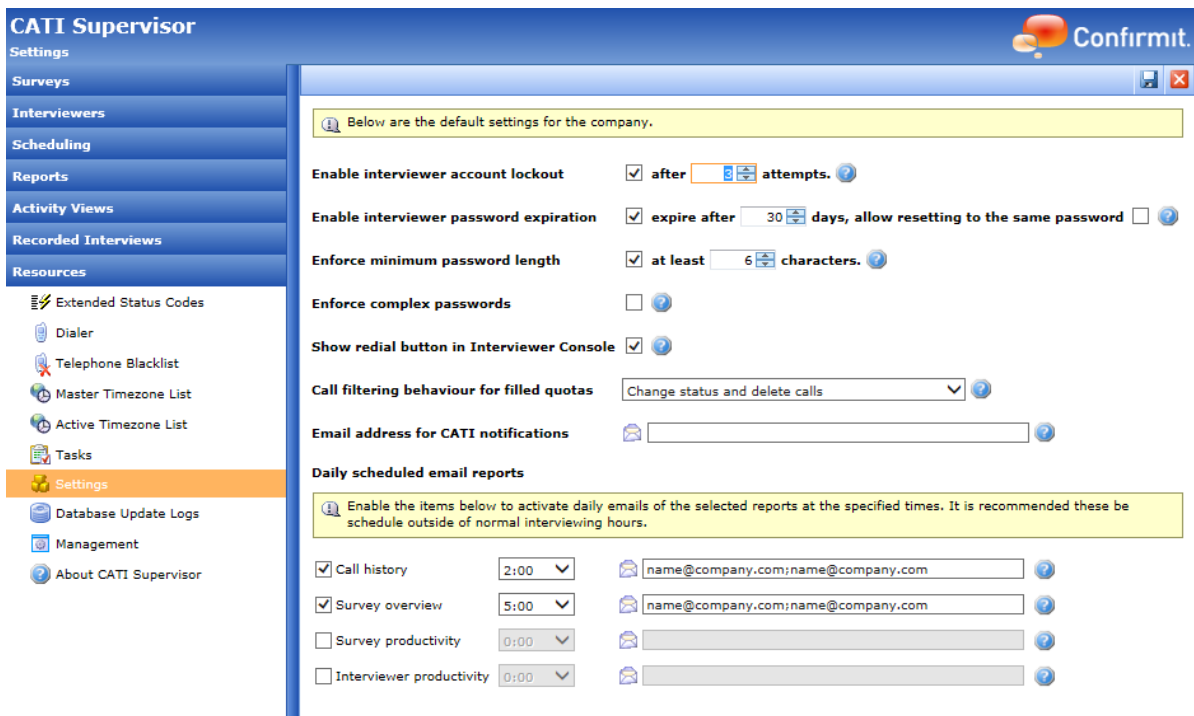 CATI Supervisor
Settings
Confirmit.
Surveys
Interviewers
Scheduling
Reports
Activity Views
Recorded Interviews
Resources
Extended Status Codes
Dialer
Telephone Blacklist
Master Timezone List
Active Timezone List
Tasks
Settings
Database Update Logs
Management
About CATI Supervisor
Below are the default settings for the company.
Enable interviewer account lockout after 3 attempts.
Enable interviewer password expiration expire after 30 days, allow resetting to the same password
Enforce minimum password length at least 6 characters.
Enforce complex passwords
Show redial button in Interviewer Console
Call filtering behaviour for filled quotas Change status and delete calls
Email address for CATI notifications
Daily scheduled email reports
Enable the items below to activate daily emails of the selected reports at the specified times. It is recommended these be
schedule outside of normal interviewing hours.
Call history 2:00 name@company.com;name@company.com
Survey overview 5:00 name@company.com;name@company.com
Survey productivity 0:00
Interviewer productivity 0:00